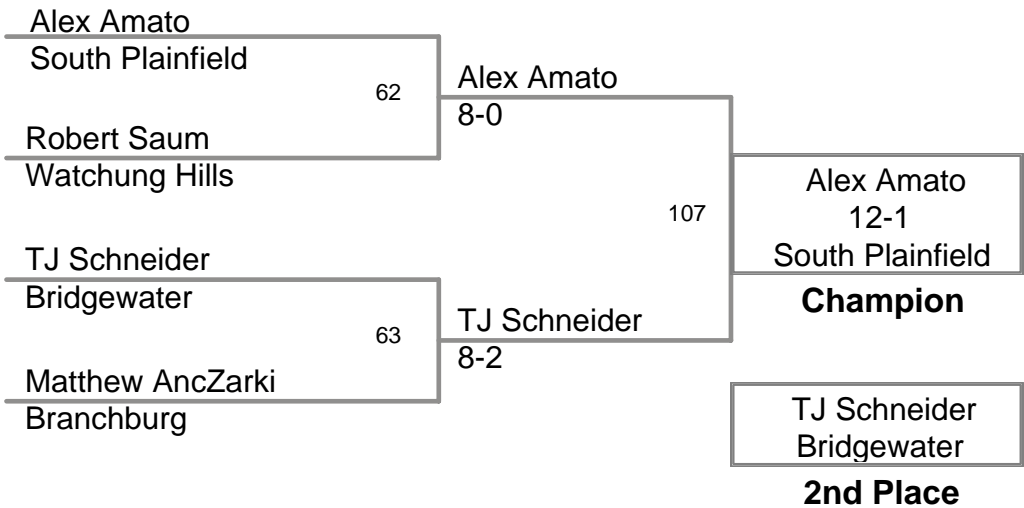 Alex Amato
South Plainfield
62
Robert Saum
Watchung Hills
Alex Amato
8-0
TJ Schneider
Bridgewater
63
Matthew AncZarki
Branchburg
TJ Schneider
8-2
107
Alex Amato
12-1
South Plainfield
Champion
TJ Schneider
Bridgewater
2nd Place